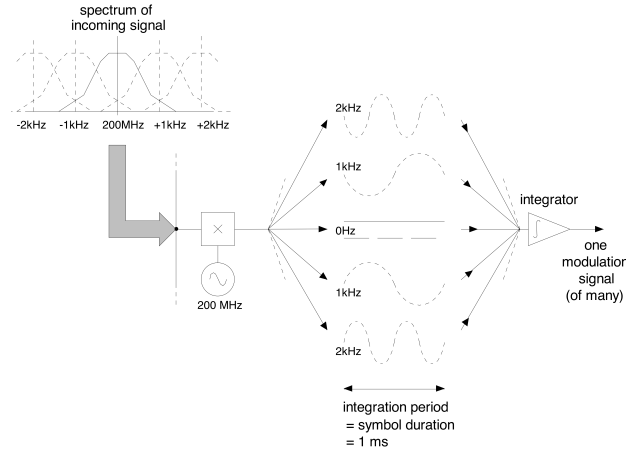 spectrum of
incoming signal
-2kHz -1kHz 200MHz +1kHz +2kHz
×
200 MHz
2kHz
1kHz
0Hz
1kHz
2kHz
integrator
∫
one
modulation
signal
(of many)
integration period
= symbol duration
= 1 ms